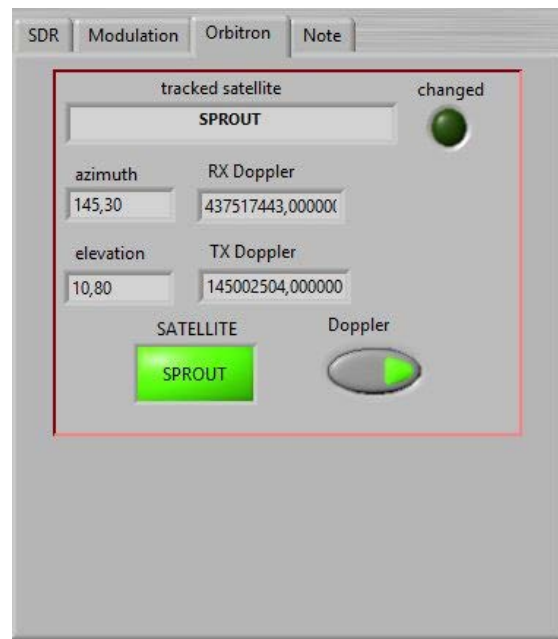 SDR Modulation Orbitron Note
tracked satellite changed
SPROUT
azimuth RX Doppler
145,30 437517443,00000(
elevation TX Doppler
10,80 145002504,000000
SATELLITE Doppler
SPROUT